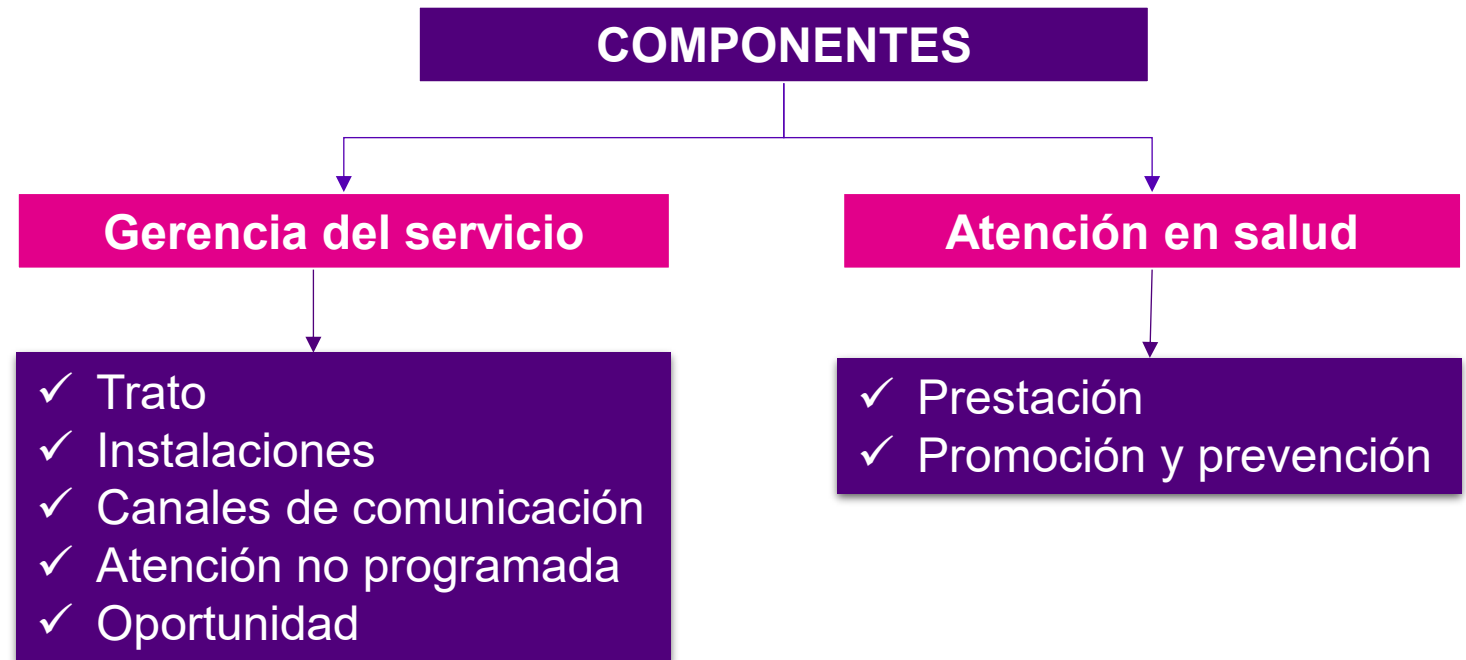 COMPONENTES
Gerencia del servicio
Atención en salud
✓ Trato
✓ Instalaciones
✓ Canales de comunicación
✓ Atención no programada
✓ Oportunidad
✓ Prestación
✓ Promoción y prevención